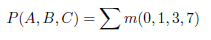 P(A, B, C) = ∑ m(0, 1, 3, 7)